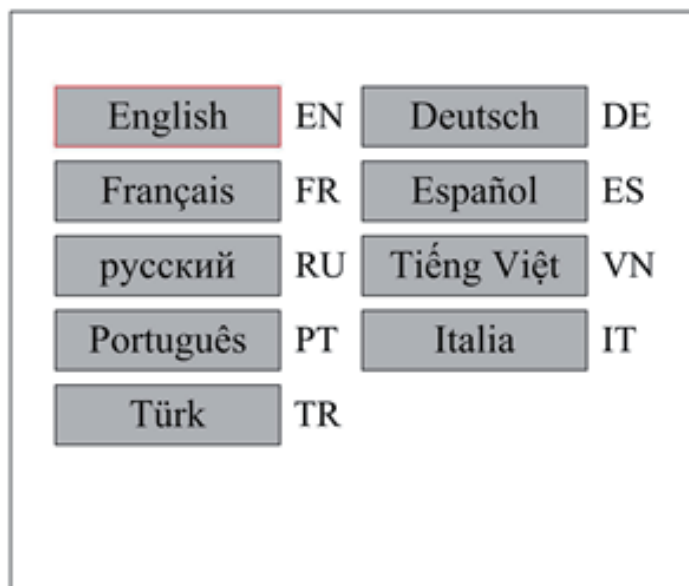 English EN Deutsch DE
Français FR Español ES
русский RU Tiếng Việt VN
Português PT Italia IT
Türk TR